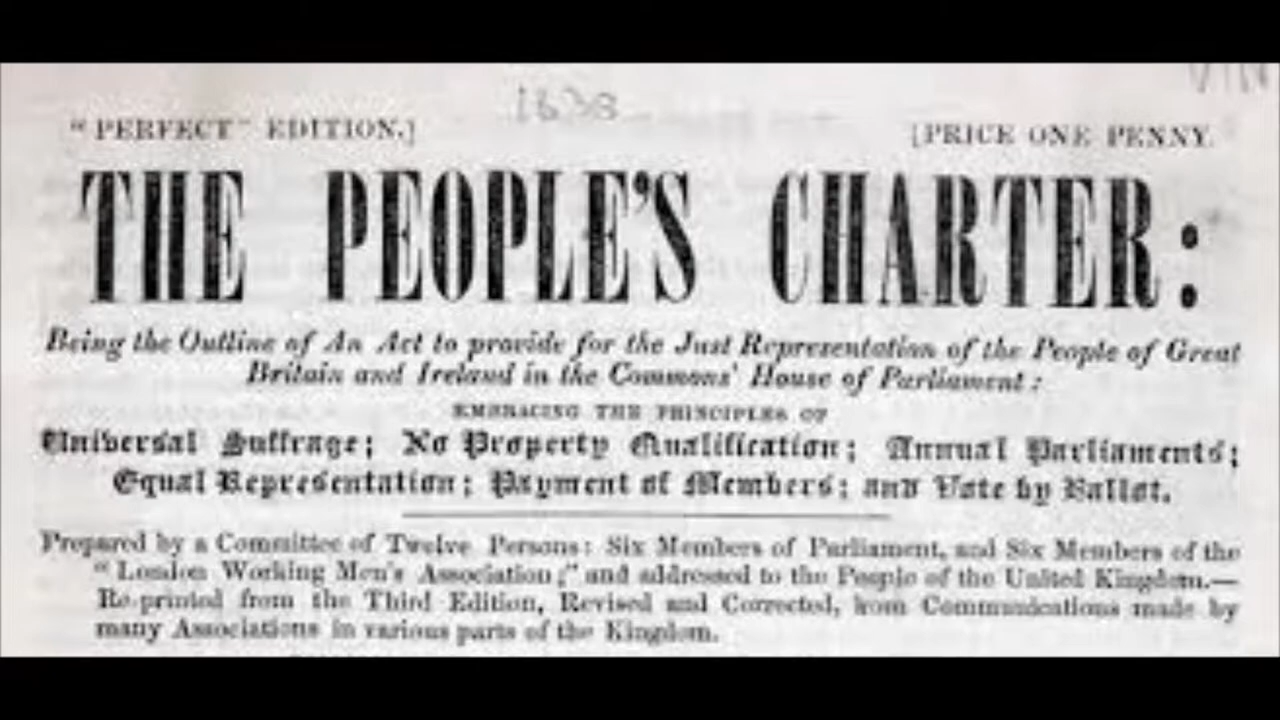 1838
"PERFECT" EDITION.] [PRICE ONE PENNY.
THE PEOPLE'S CHARTER:
Being the Outline of An Act to provide for the Just Representation of the People of Great
Britain and Ireland in the Commons' House of Parliament:
EMBRACING THE PRINCIPLES OF
Universal Suffrage; No Property Qualification; Annual Parliaments;
Equal Representation; Payment of Members; and Vote by Ballot.
Prepared by a Committee of Twelve Persons: Six Members of Parliament, and Six Members of the
"London Working Men's Association;" and addressed to the People of the United Kingdom.—
Re-printed from the Third Edition, Revised and Corrected, from Communications made by
many Associations in various parts of the Kingdom.